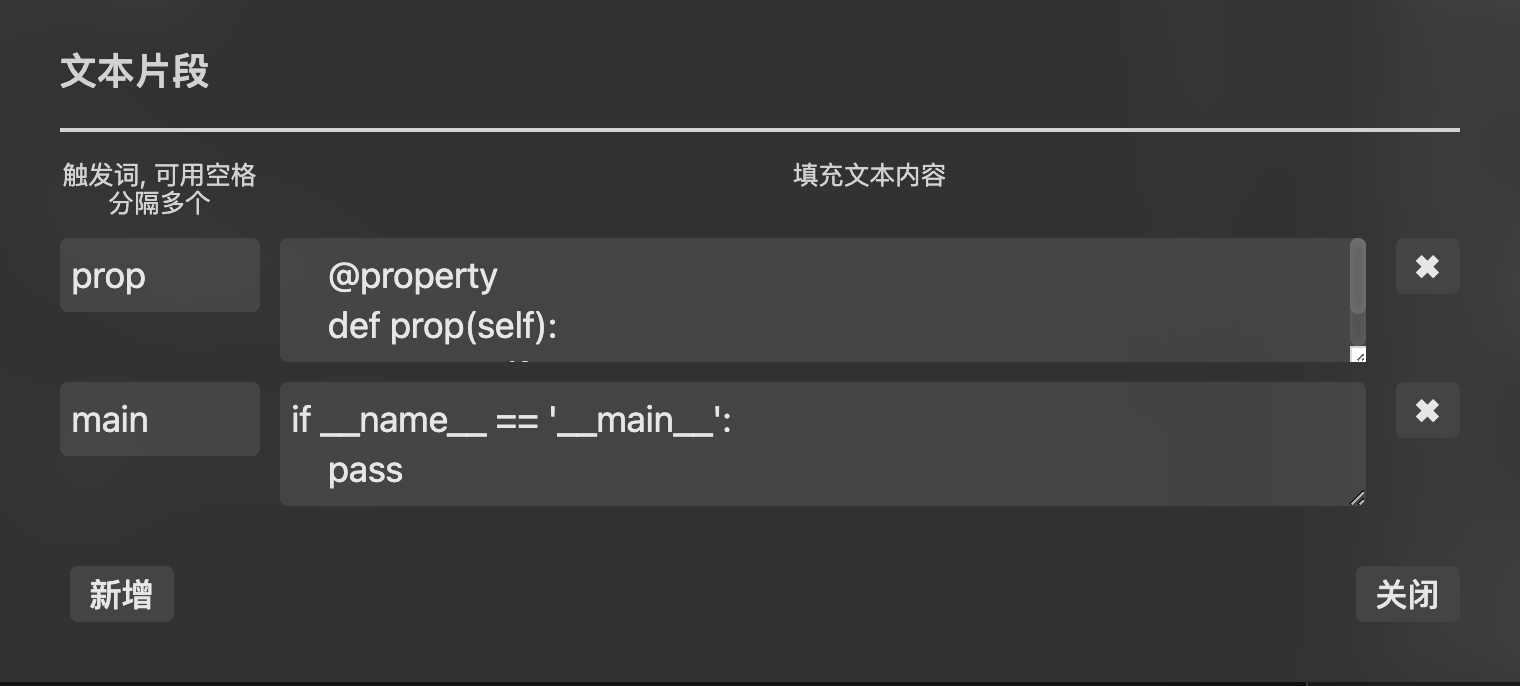 文本片段
触发词, 可用空格
分隔多个
填充文本内容
prop
@property
def prop(self):
✖
main
if __name__ == '__main__':
pass
✖
新增
关闭